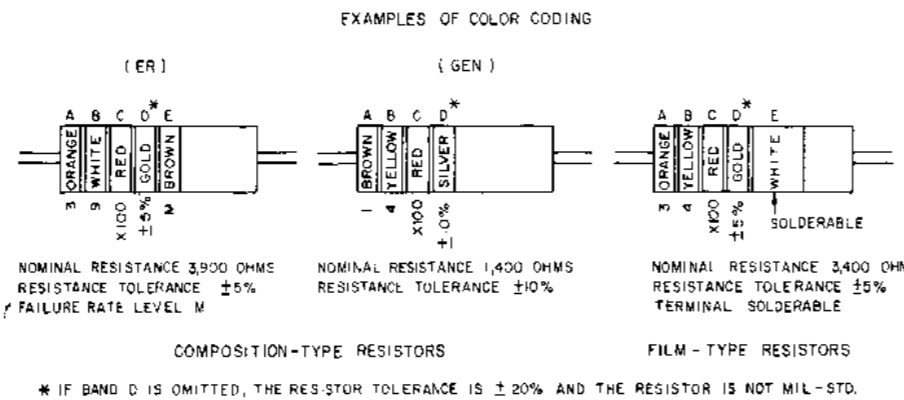 EXAMPLES OF COLOR CODING
(ER)
(GEN)
A B C D* E
ORANGE WHITE RED GOLD BROWN
3 9 X100 ±5% M
A B C D*
BROWN YELLOW RED SILVER
1 4 X100 ±10%
A B C D* E
ORANGE YELLOW RED GOLD WHITE
3 4 X100 ±5%
SOLDERABLE
NOMINAL RESISTANCE 3,900 OHMS
RESISTANCE TOLERANCE ±5%
FAILURE RATE LEVEL M
NOMINAL RESISTANCE 1,400 OHMS
RESISTANCE TOLERANCE ±10%
NOMINAL RESISTANCE 3,400 OHM
RESISTANCE TOLERANCE ±5%
TERMINAL SOLDERABLE
COMPOSITION-TYPE RESISTORS
FILM-TYPE RESISTORS
* IF BAND D IS OMITTED, THE RESISTOR TOLERANCE IS ± 20% AND THE RESISTOR IS NOT MIL-STD.